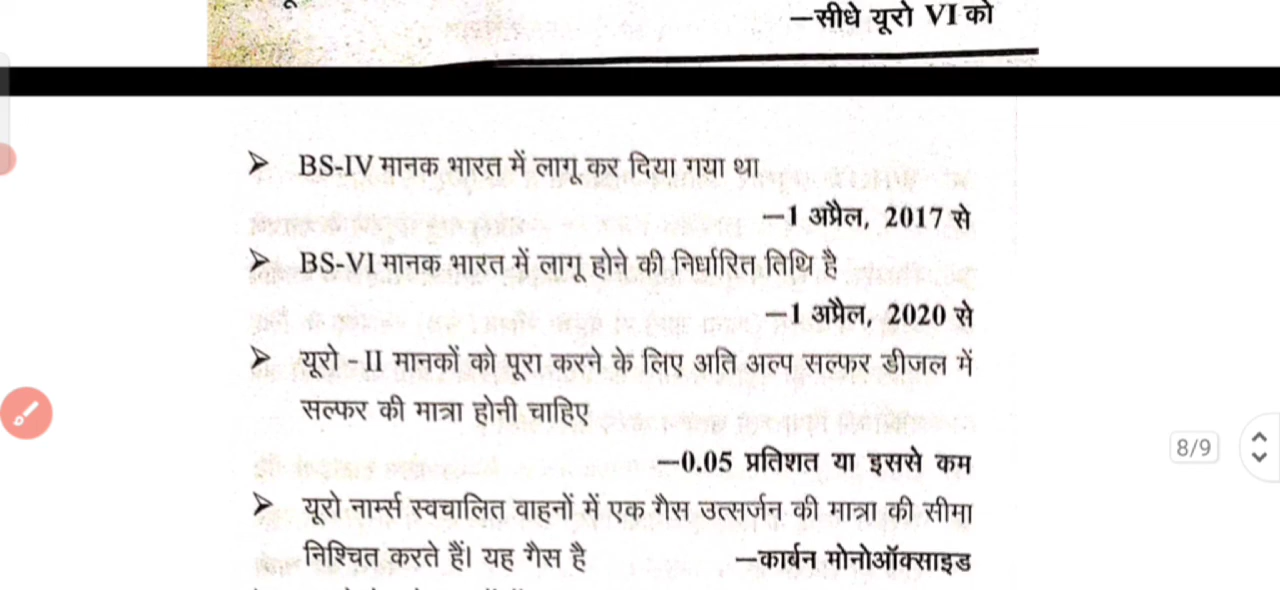 —सीधे यूरो VI को
➢ BS-IV मानक भारत में लागू कर दिया गया था
—1 अप्रैल, 2017 से
➢ BS-VI मानक भारत में लागू होने की निर्धारित तिथि है
—1 अप्रैल, 2020 से
➢ यूरो - II मानकों को पूरा करने के लिए अति अल्प सल्फर डीजल में
सल्फर की मात्रा होनी चाहिए
8/9
—0.05 प्रतिशत या इससे कम
➢ यूरो नार्म्स स्वचालित वाहनों में एक गैस उत्सर्जन की मात्रा की सीमा
निश्चित करते हैं। यह गैस है —कार्बन मोनोऑक्साइड